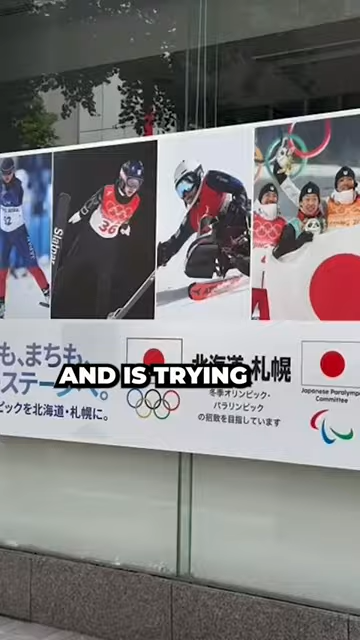 Slatnar
36
も、まちも、
ステージへ。
ピックを北海道・札幌に。
AND IS TRYING
北海道・札幌
冬季オリンピック・
パラリンピック
の招致を目指しています
Japanese Paralympic
Committee